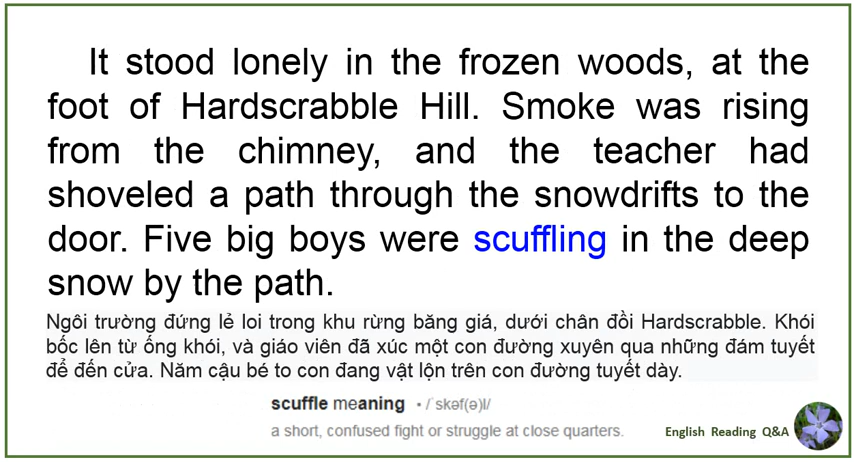 It stood lonely in the frozen woods, at the
foot of Hardscrabble Hill. Smoke was rising
from the chimney, and the teacher had
shoveled a path through the snowdrifts to the
door. Five big boys were scuffling in the deep
snow by the path.
Ngôi trường đứng lẻ loi trong khu rừng băng giá, dưới chân đồi Hardscrabble. Khói
bốc lên từ ống khói, và giáo viên đã xúc một con đường xuyên qua những đám tuyết
để đến cửa. Năm cậu bé to con đang vật lộn trên con đường tuyết dày.
scuffle meaning • /ˈskəf(ə)l/
a short, confused fight or struggle at close quarters.
English Reading Q&A